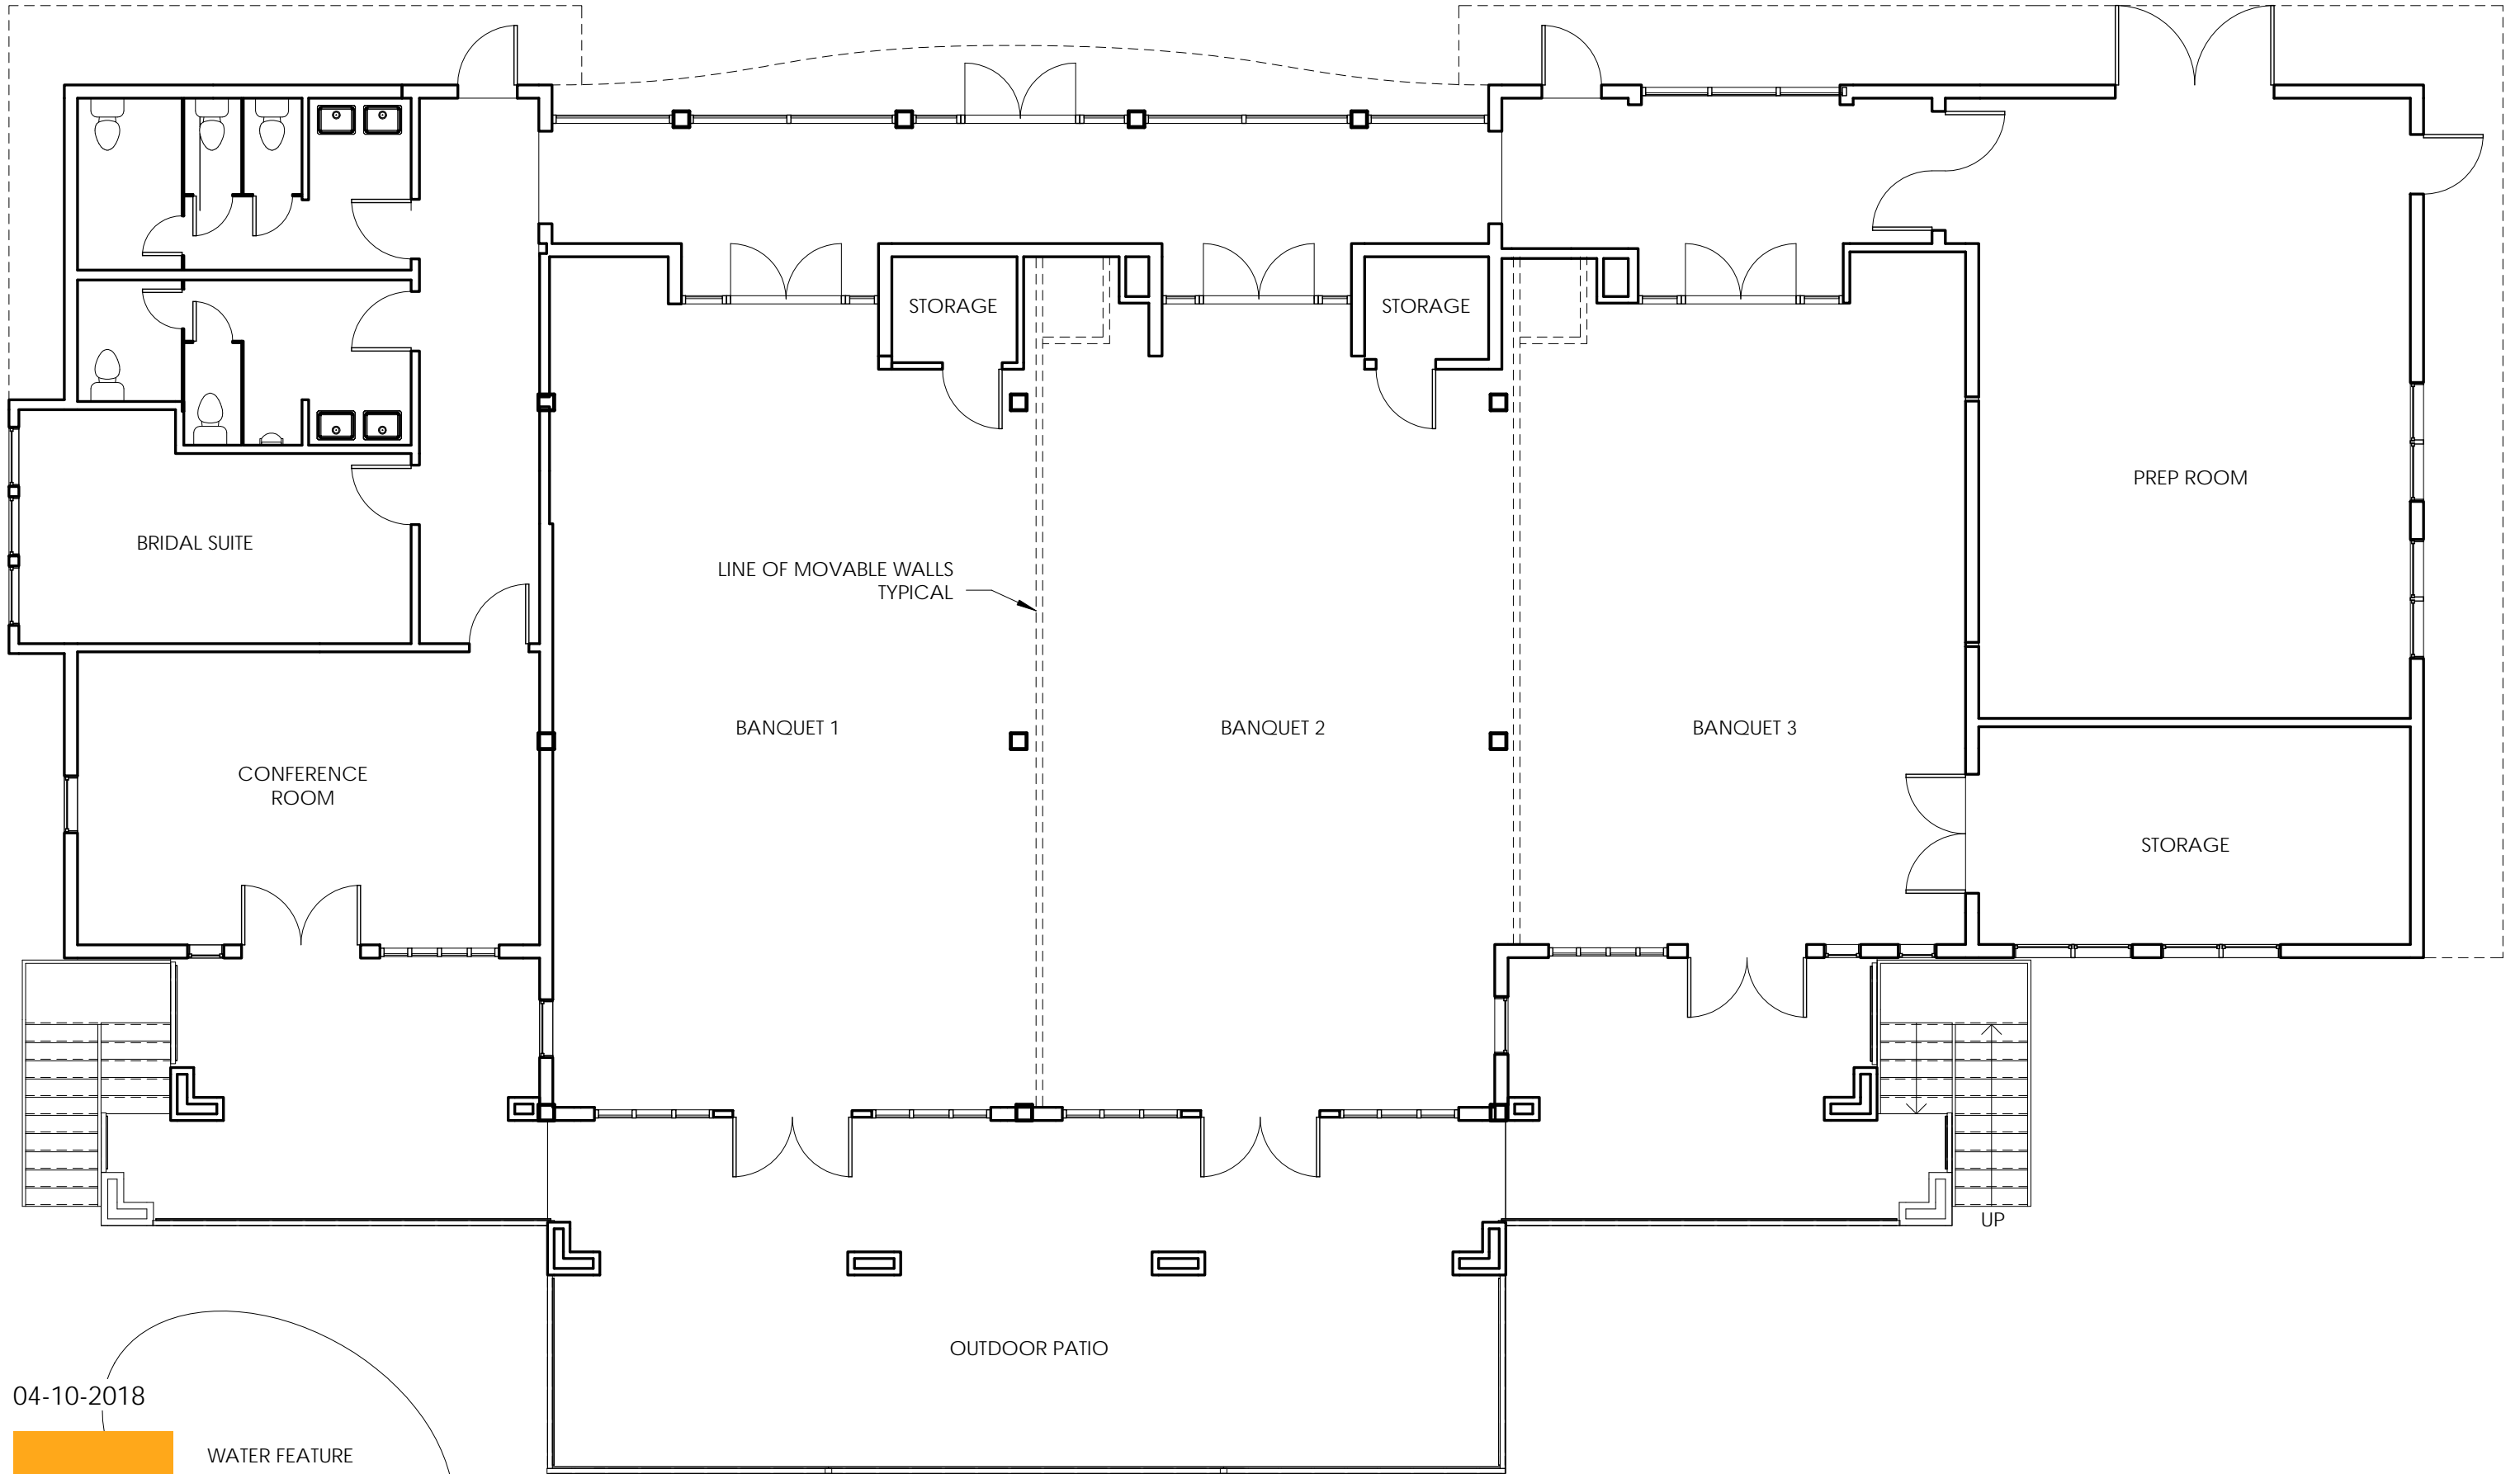 STORAGE
STORAGE
PREP ROOM
BRIDAL SUITE
LINE OF MOVABLE WALLS
TYPICAL
BANQUET 1
BANQUET 2
BANQUET 3
CONFERENCE
ROOM
STORAGE
UP
OUTDOOR PATIO
04-10-2018
WATER FEATURE